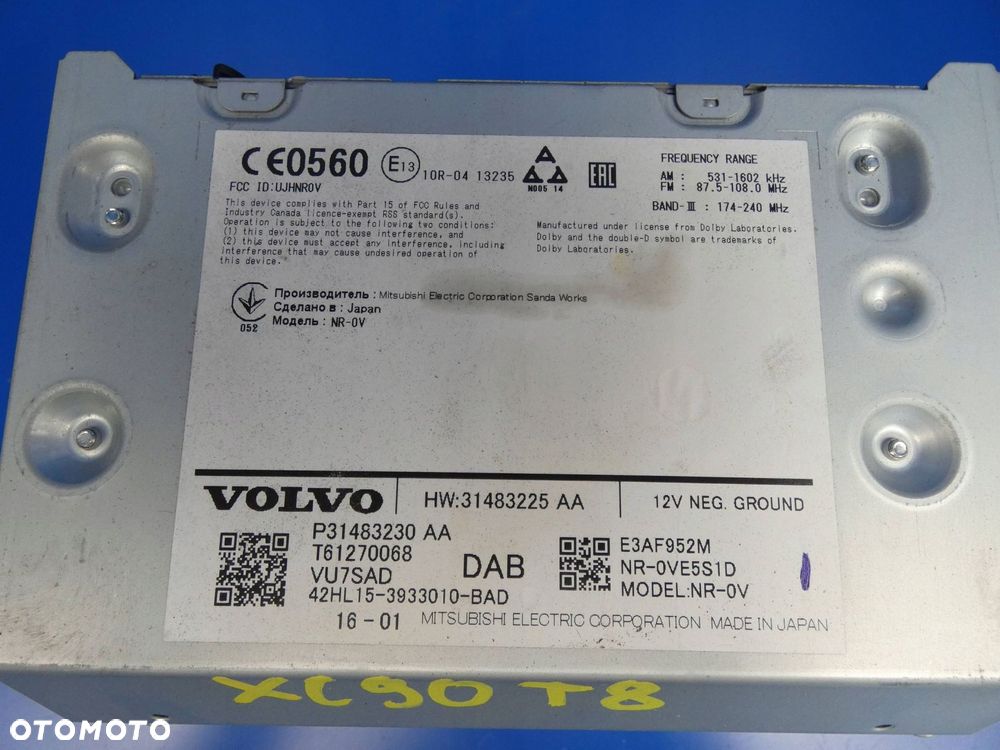 CE0560 E13 10R-04 13235
N005 14
EAC
FCC ID:UJHNR0V
This device complies with Part 15 of FCC Rules and
Industry Canada licence-exempt RSS standard(s).
Operation is subject to the following two conditions:
(1) this device may not cause interference, and
(2) this device must accept any interference, including
interference that may cause undesired operation of
this device.
FREQUENCY RANGE
AM : 531-1602 kHz
FM : 87.5-108.0 MHz
BAND-Ⅲ : 174-240 MHz
Manufactured under license from Dolby Laboratories.
Dolby and the double-D symbol are trademarks of
Dolby Laboratories.
052
Производитель : Mitsubishi Electric Corporation Sanda Works
Сделано в : Japan
Модель : NR-0V
VOLVO
HW:31483225 AA
12V NEG. GROUND
P31483230 AA
T61270068
VU7SAD
42HL15-3933010-BAD
DAB
E3AF952M
NR-0VE5S1D
MODEL:NR-0V
16-01 MITSUBISHI ELECTRIC CORPORATION MADE IN JAPAN
XC90 T8
OTOMOTO